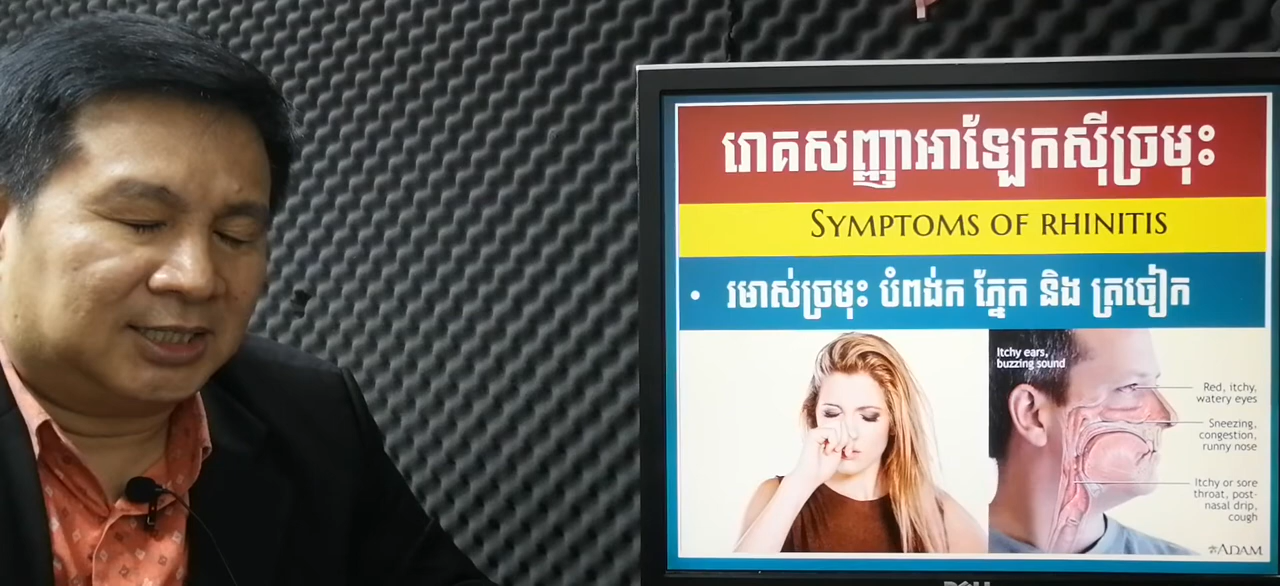 រោគសញ្ញាអាឡែកស៊ីច្រមុះ
SYMPTOMS OF RHINITIS
• រមាស់ច្រមុះ បំពង់ក ភ្នែក និង ត្រចៀក
Itchy ears,
buzzing sound
Red, itchy,
watery eyes
Sneezing,
congestion,
runny nose
Itchy or sore
throat, post-
nasal drip,
cough
ADAM